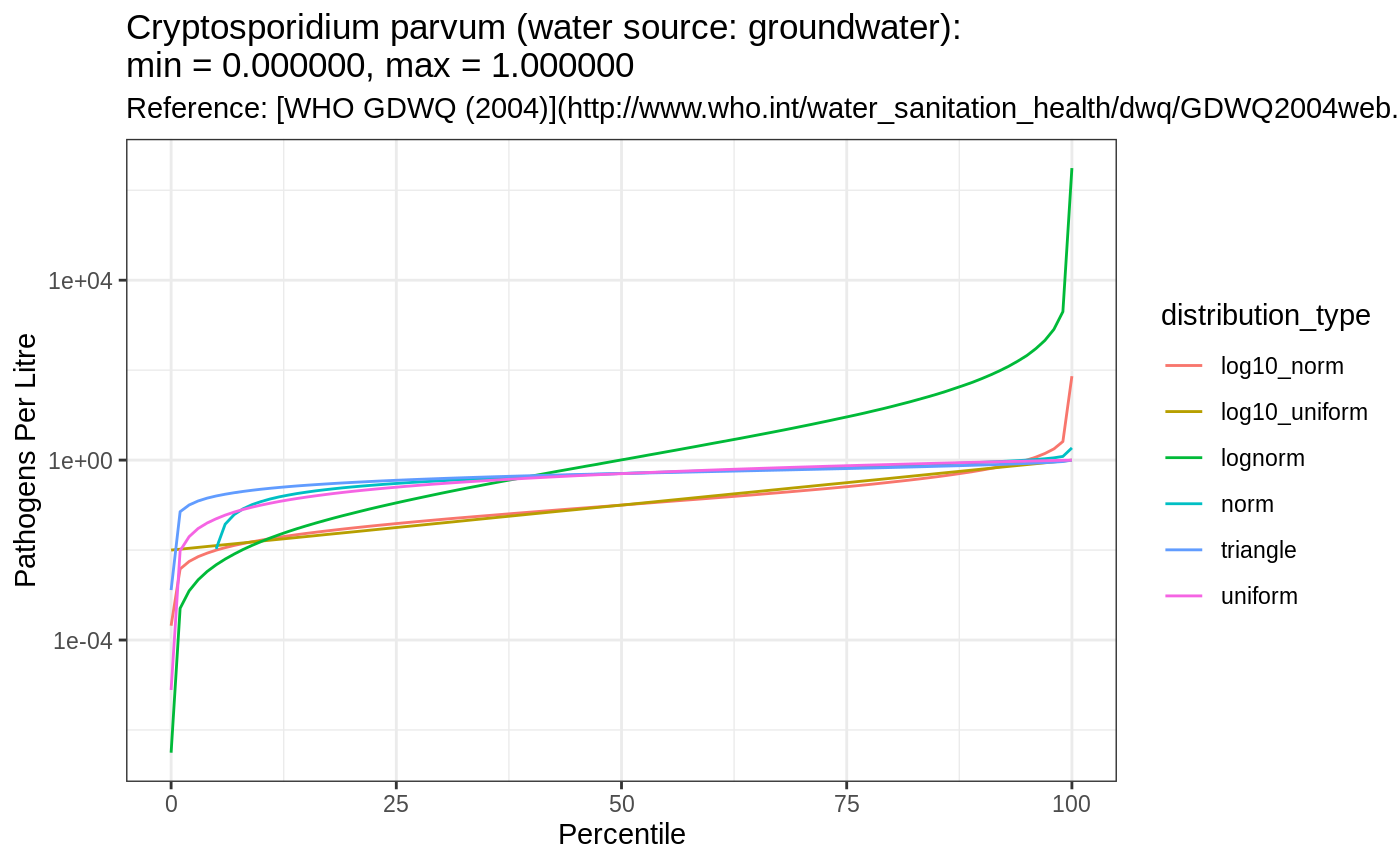 Cryptosporidium parvum (water source: groundwater):
min = 0.000000, max = 1.000000
Reference: [WHO GDWQ (2004)](http://www.who.int/water_sanitation_health/dwq/GDWQ2004web.
Pathogens Per Litre
1e+04
1e+00
1e-04
0 25 50 75 100
Percentile
distribution_type
log10_norm
log10_uniform
lognorm
norm
triangle
uniform